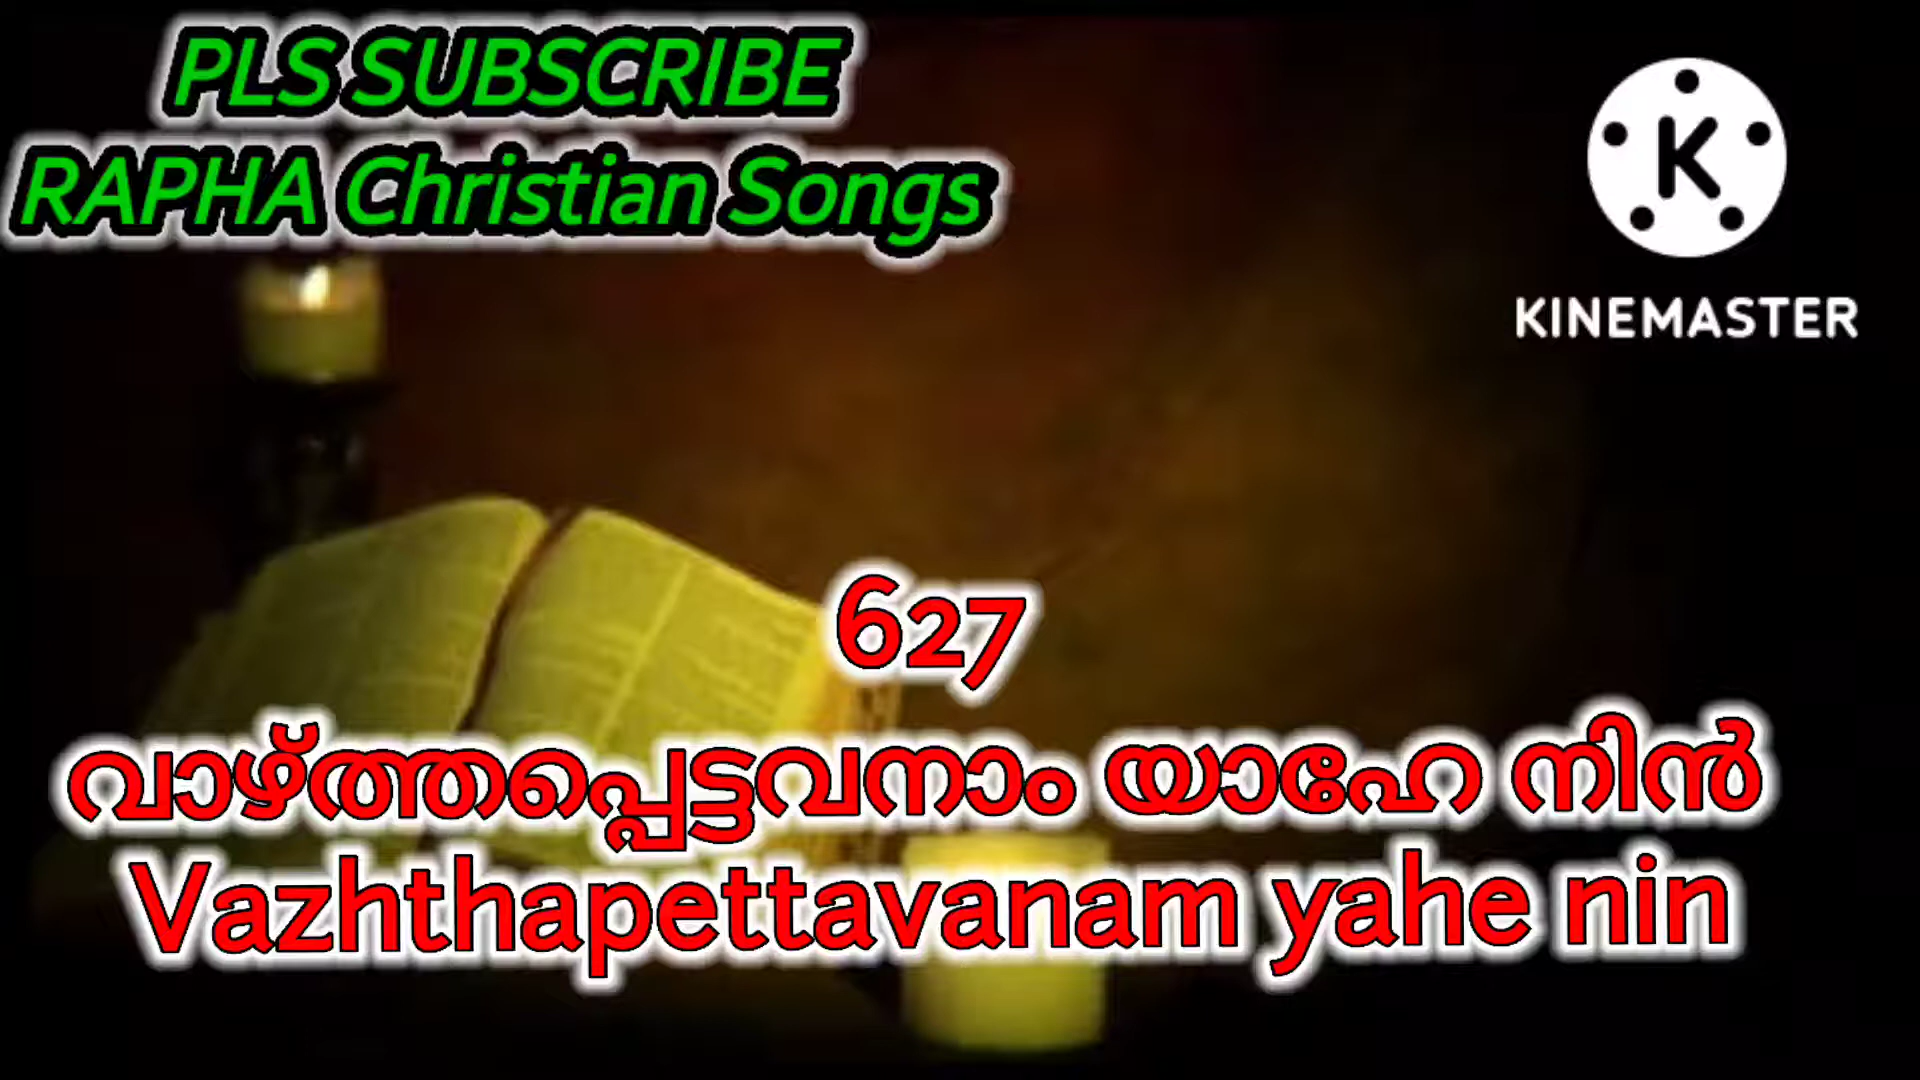 PLS SUBSCRIBE
RAPHA Christian Songs
K
KINEMASTER
627
വാഴ്ത്തപ്പെട്ടവനാം യാഹേ നിൻ
Vazhthapettavanam yahe nin